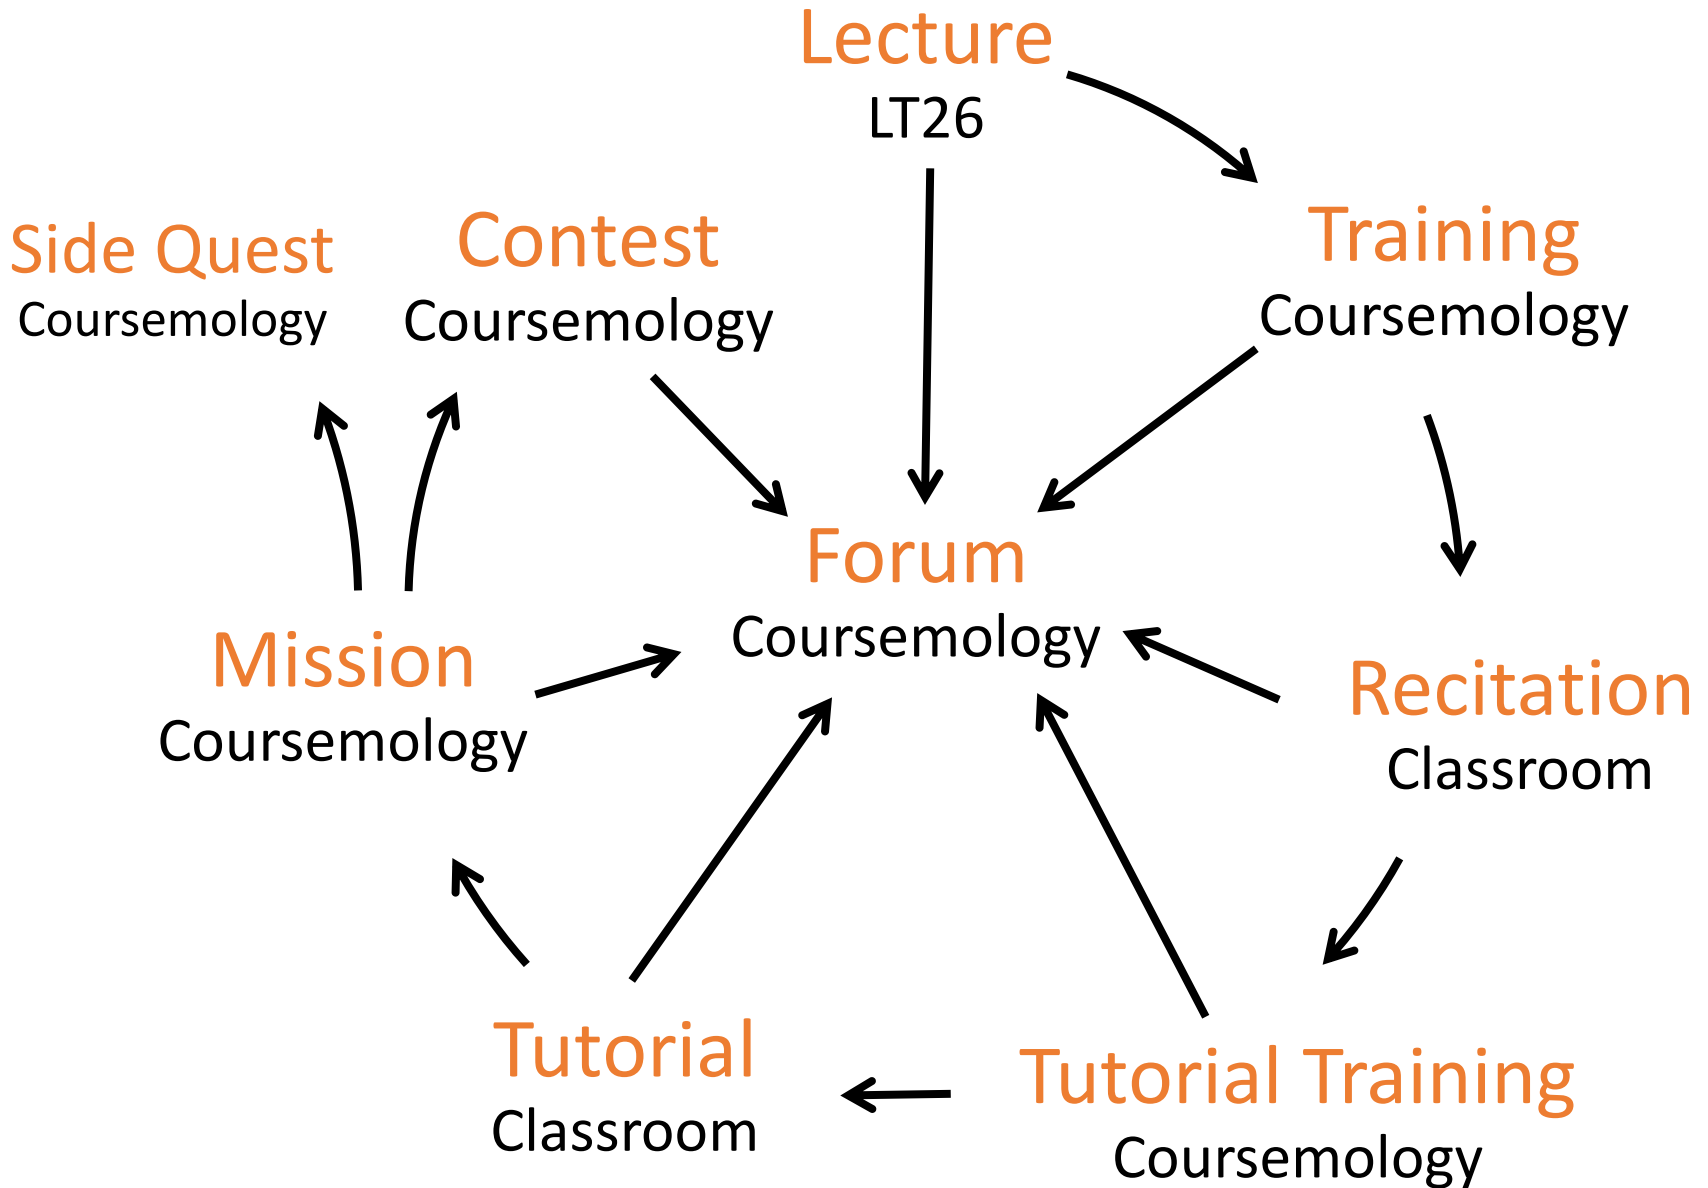 Lecture
LT26
Side Quest
Coursemology
Contest
Coursemology
Training
Coursemology
Forum
Coursemology
Mission
Coursemology
Recitation
Classroom
Tutorial
Classroom
Tutorial Training
Coursemology